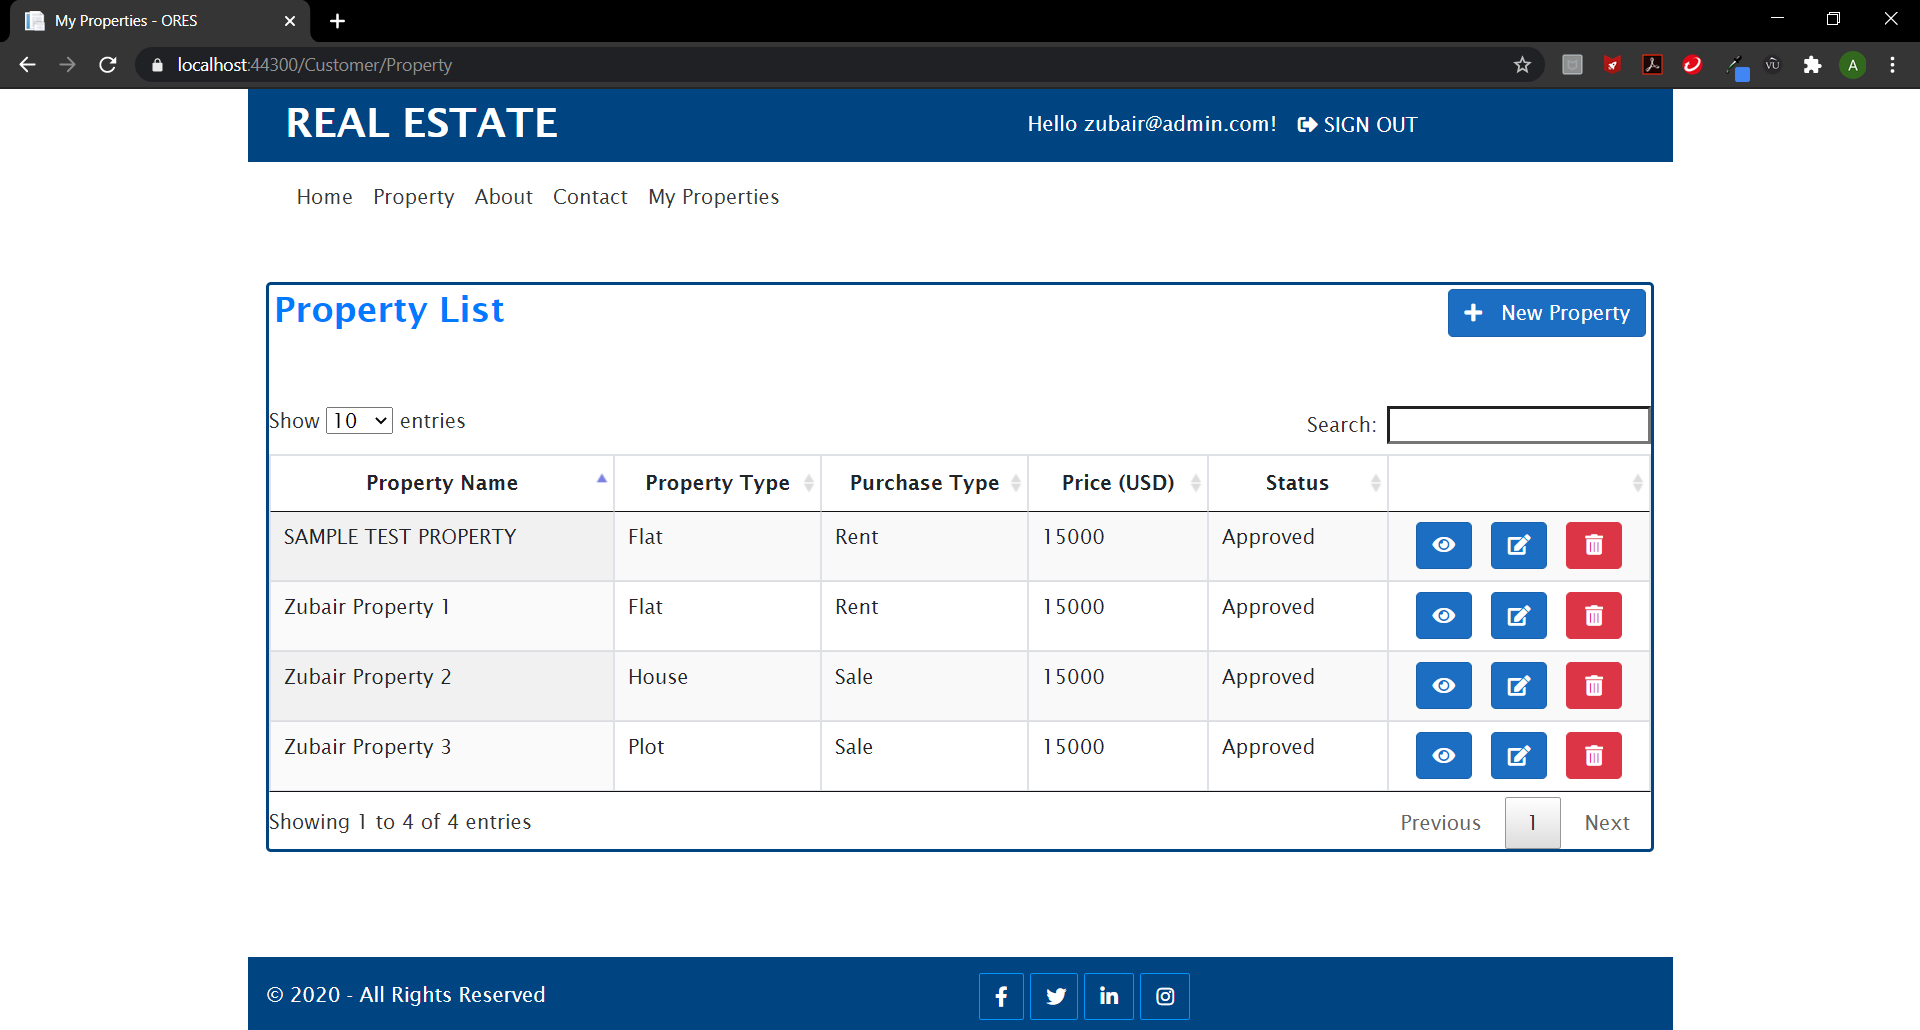 My Properties - ORES
localhost:44300/Customer/Property
A
REAL ESTATE
Hello zubair@admin.com! SIGN OUT
Home Property About Contact My Properties
Property List
New Property
Show 10 entries
Search:
Property Name Property Type Purchase Type Price (USD) Status
SAMPLE TEST PROPERTY Flat Rent 15000 Approved
Zubair Property 1 Flat Rent 15000 Approved
Zubair Property 2 House Sale 15000 Approved
Zubair Property 3 Plot Sale 15000 Approved
Showing 1 to 4 of 4 entries
Previous 1 Next
© 2020 - All Rights Reserved